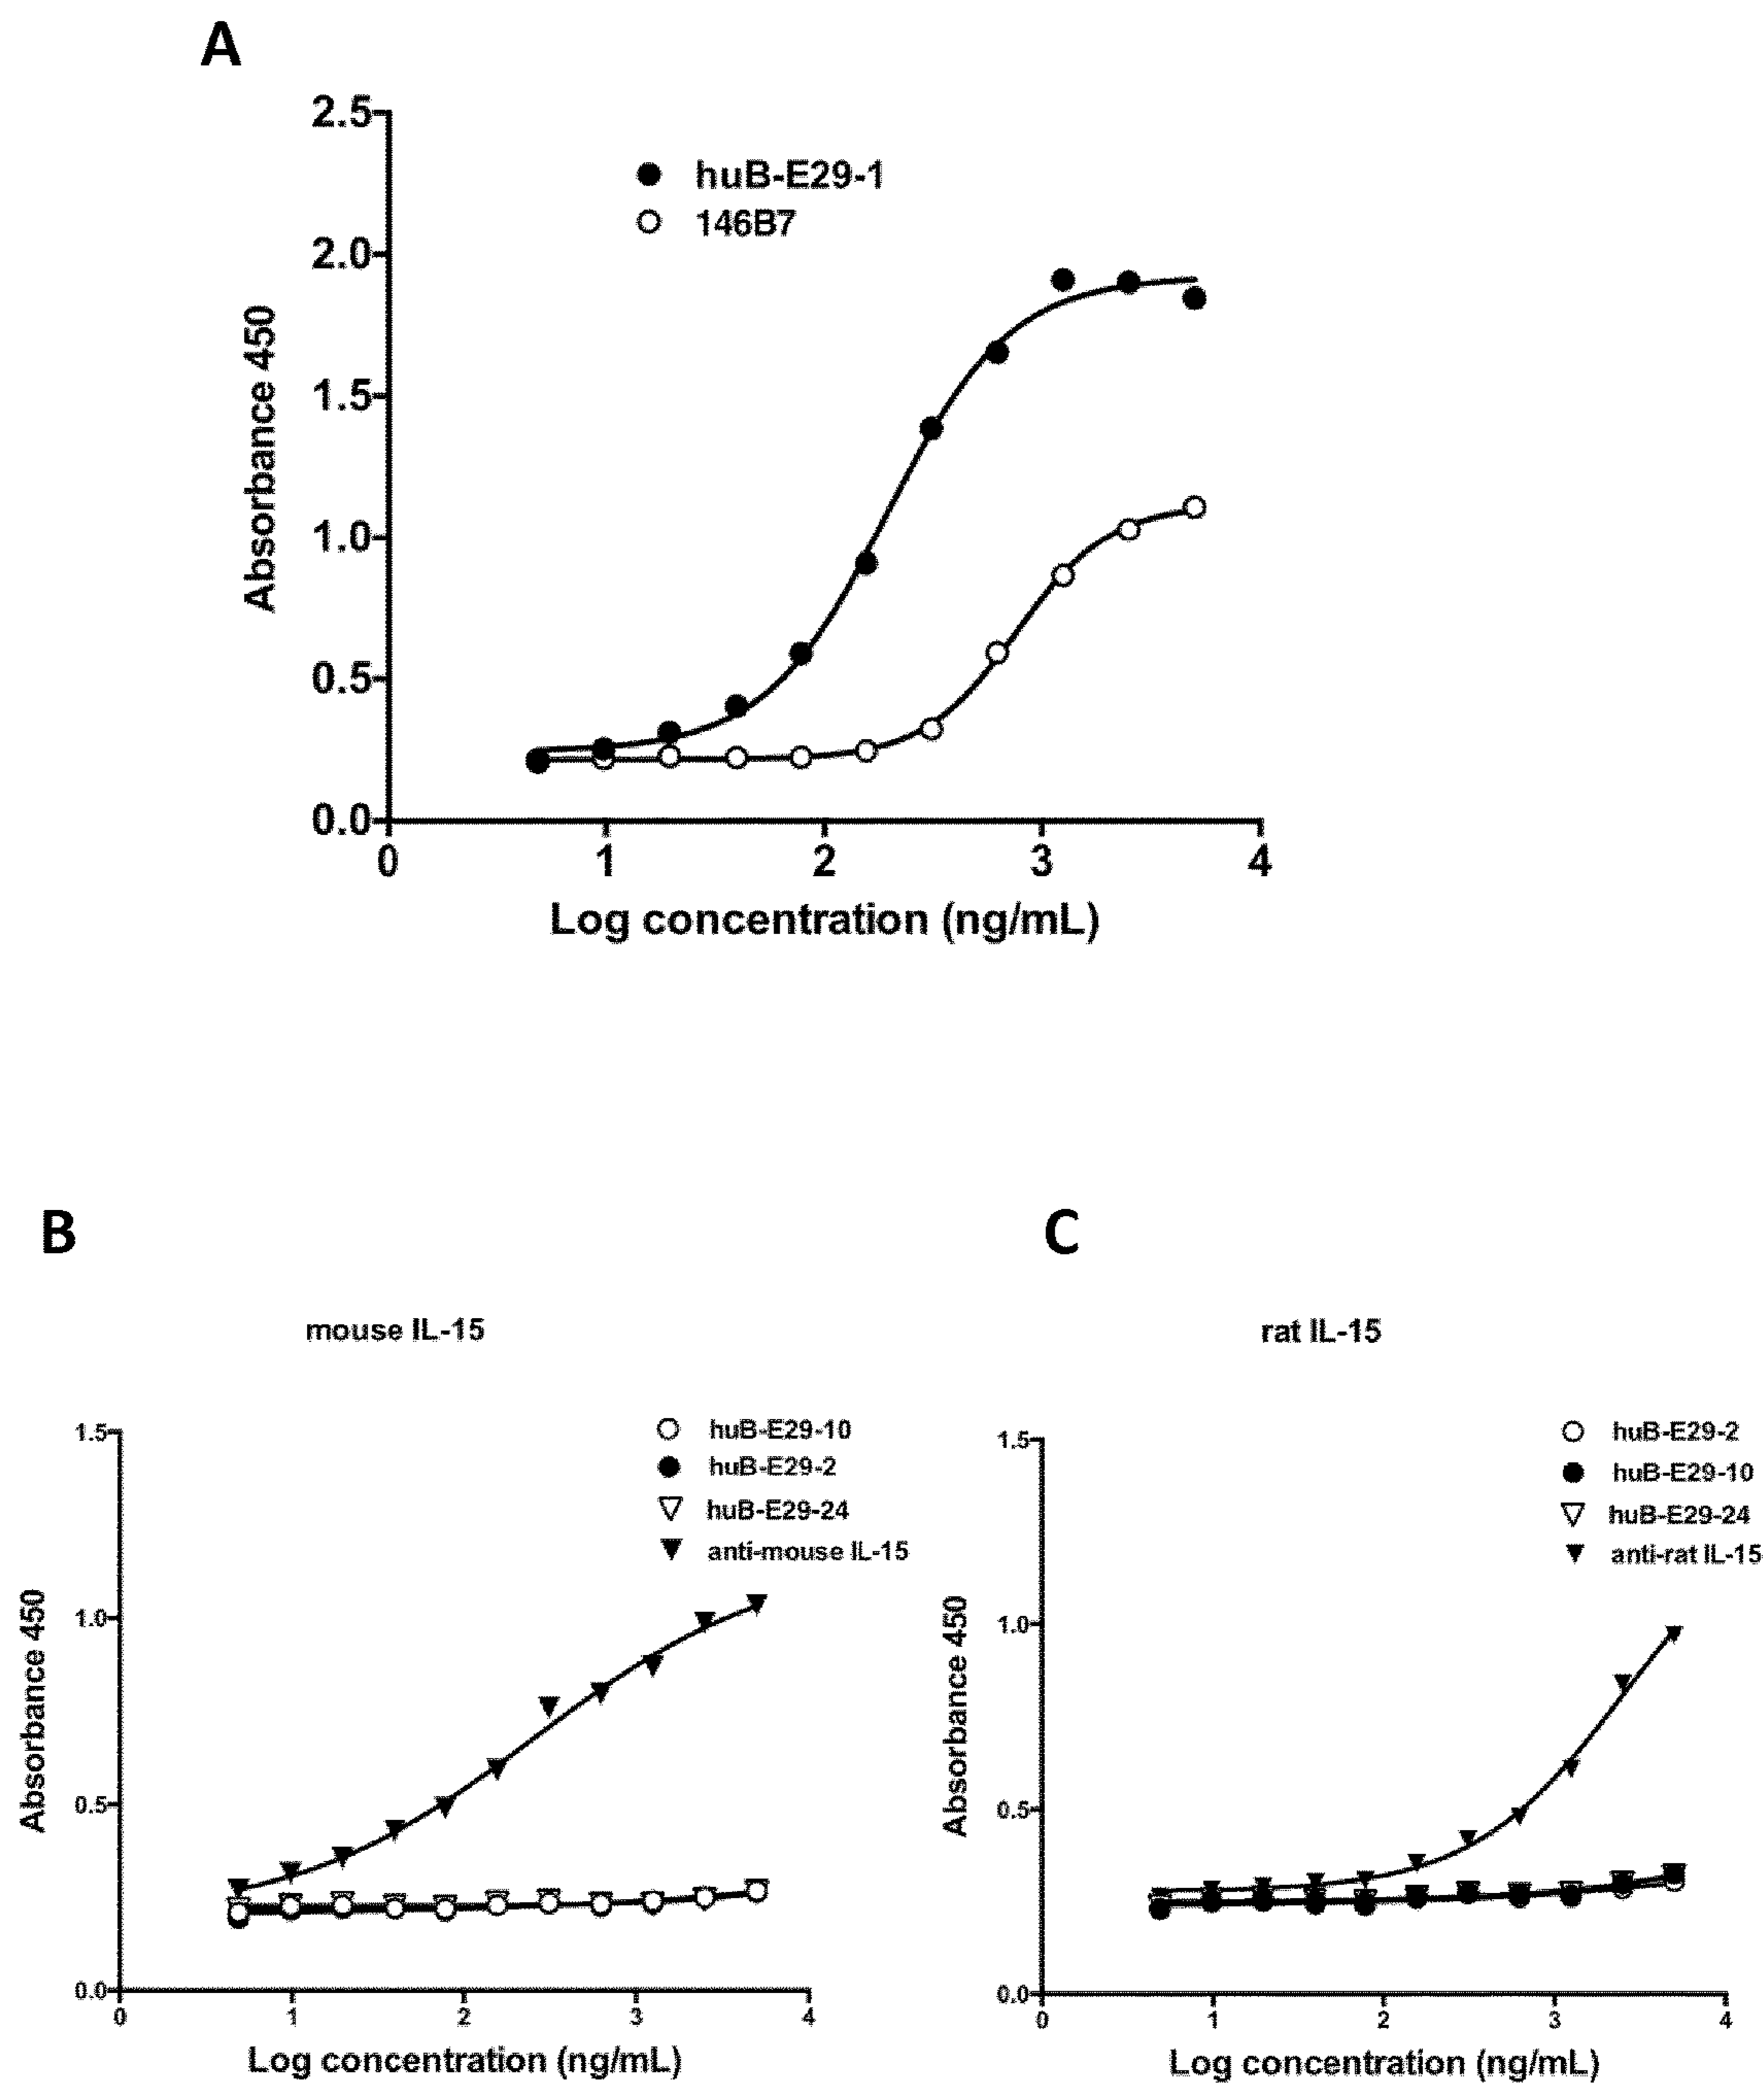 A
2.5
huB-E29-1
146B7
2.0
1.5
Absorbance 450
1.0
0.5
0.0
0 1 2 3 4
Log concentration (ng/mL)
B
mouse IL-15
1.5
huB-E29-10
huB-E29-2
huB-E29-24
anti-mouse IL-15
Absorbance 450
1.0
0.5
0.0
0 1 2 3 4
Log concentration (ng/mL)
C
rat IL-15
1.5
huB-E29-2
huB-E29-10
huB-E29-24
anti-rat IL-15
Absorbance 450
1.0
0.5
0.0
0 1 2 3 4
Log concentration (ng/mL)